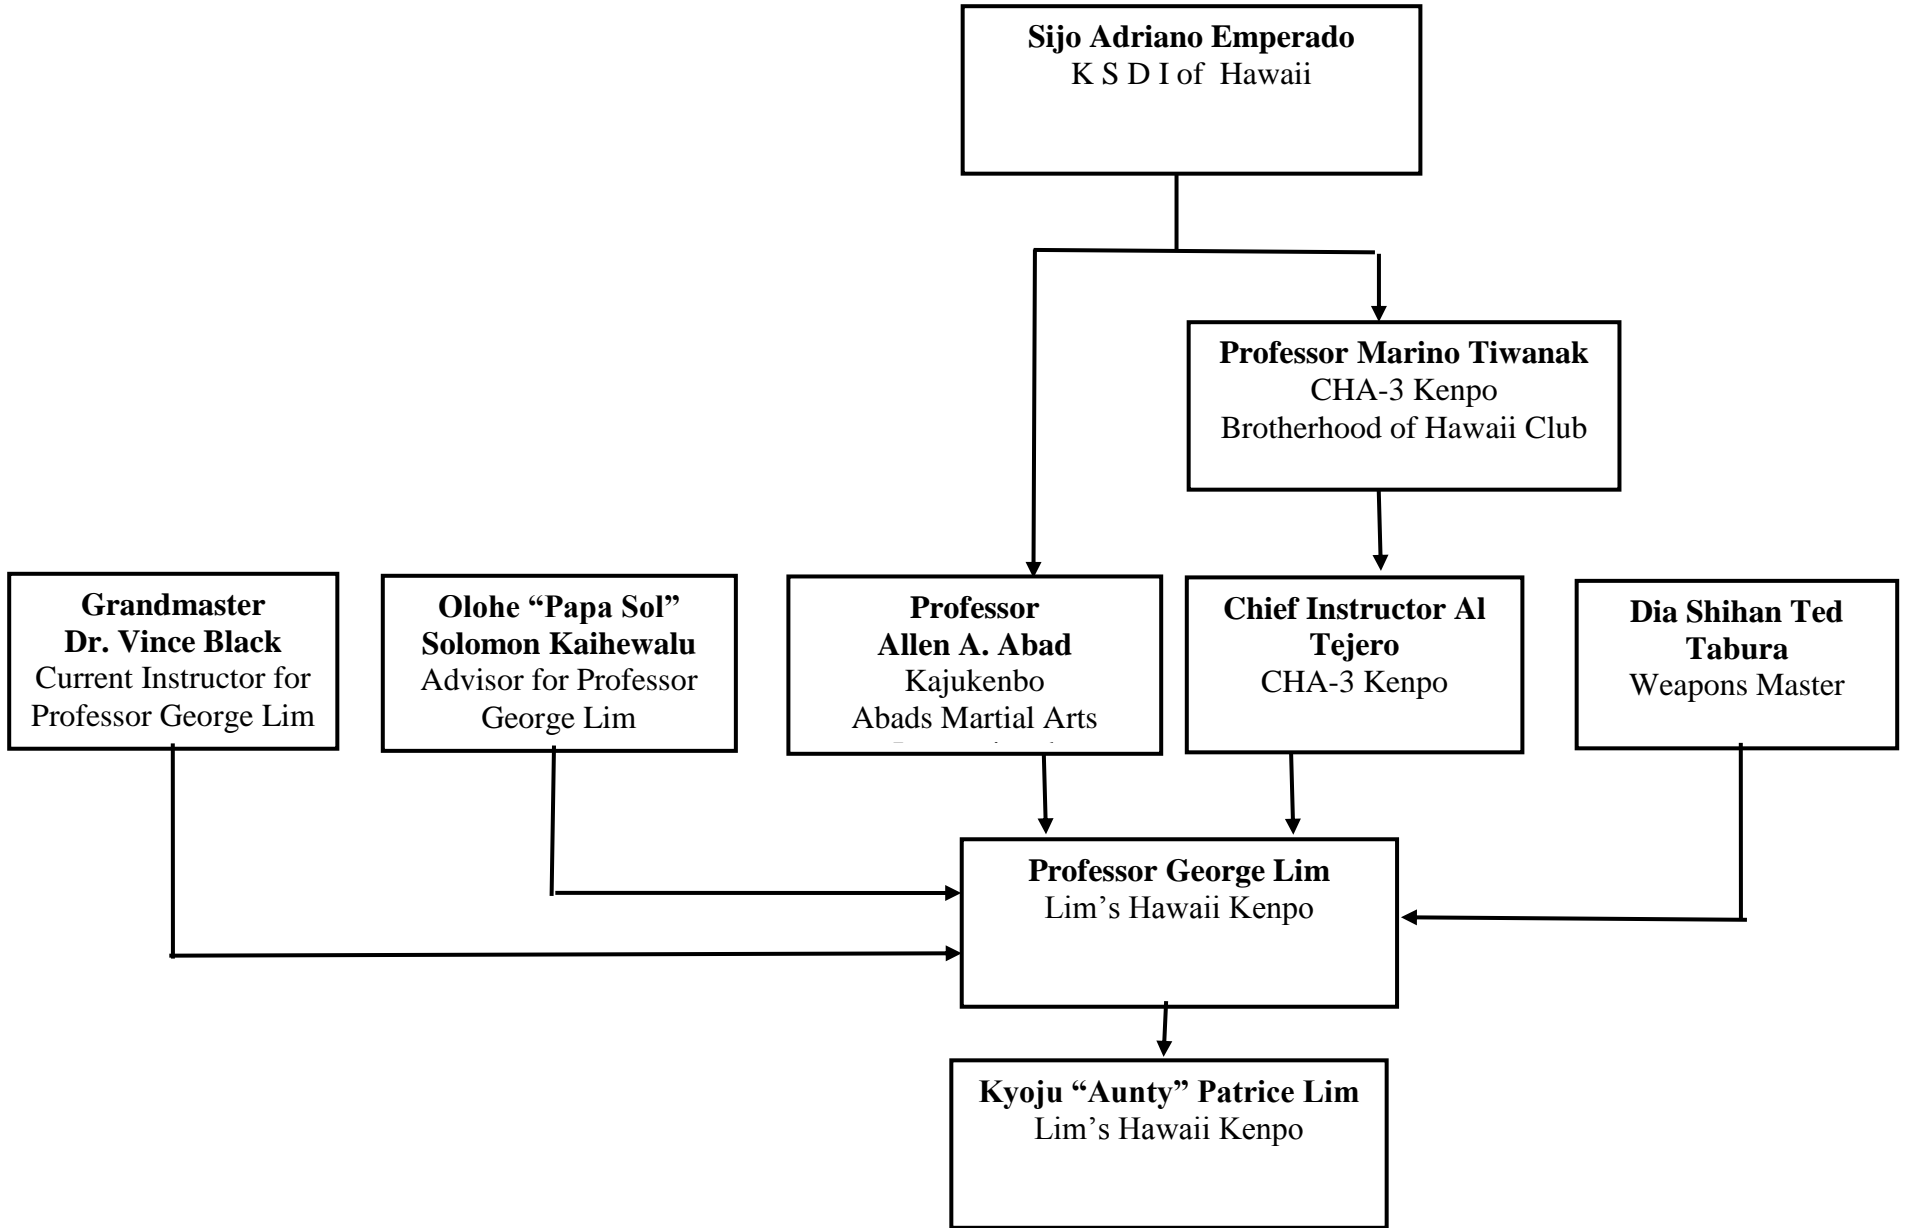 Sijo Adriano Emperado
K S D I of Hawaii
Professor Marino Tiwanak
CHA-3 Kenpo
Brotherhood of Hawaii Club
Grandmaster
Dr. Vince Black
Current Instructor for
Professor George Lim
Olohe “Papa Sol”
Solomon Kaihewalu
Advisor for Professor
George Lim
Professor
Allen A. Abad
Kajukenbo
Abads Martial Arts
Chief Instructor Al
Tejero
CHA-3 Kenpo
Dia Shihan Ted
Tabura
Weapons Master
Professor George Lim
Lim’s Hawaii Kenpo
Kyoju “Aunty” Patrice Lim
Lim’s Hawaii Kenpo